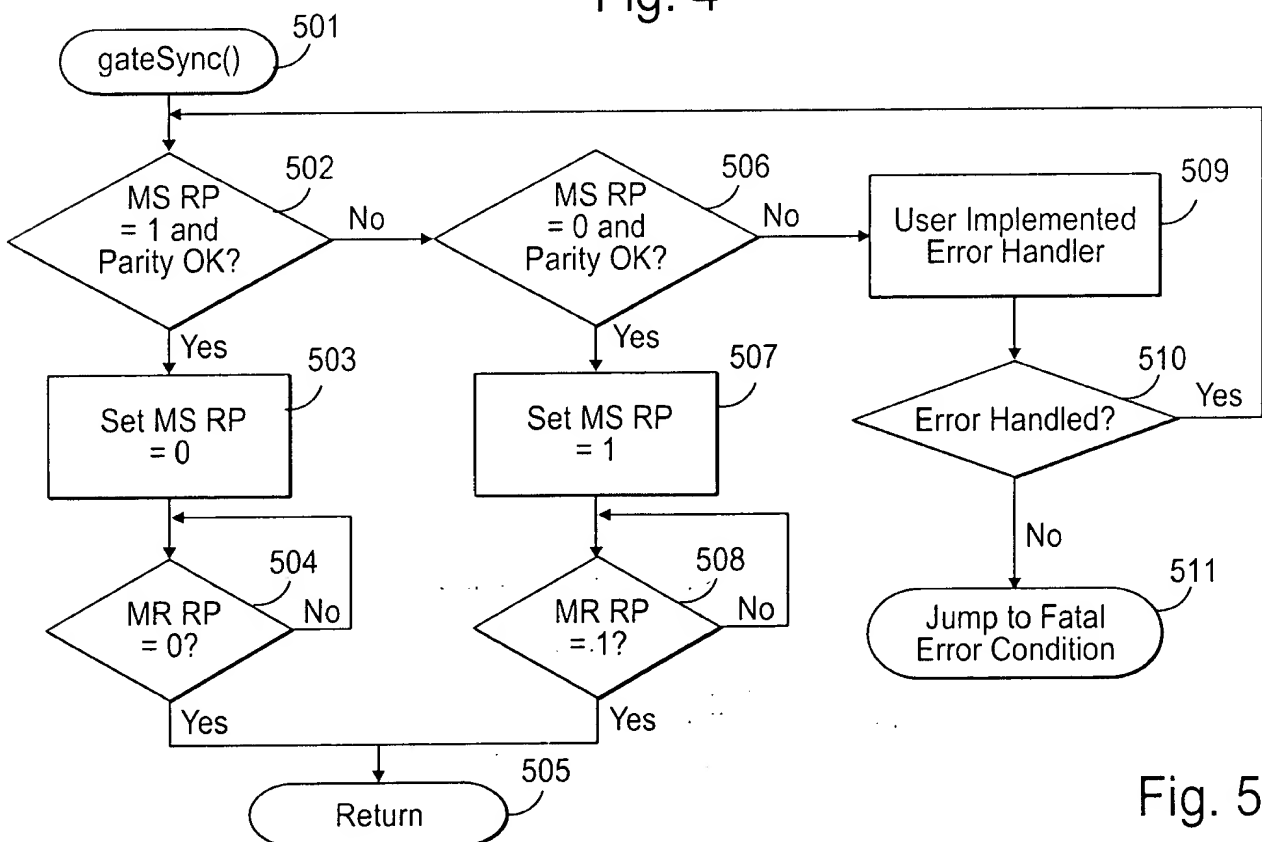 Fig. 4
gateSync()
501
MS RP
= 1 and
Parity OK?
502
No
MS RP
= 0 and
Parity OK?
506
No
User Implemented
Error Handler
509
Yes
Set MS RP
= 0
503
Yes
Set MS RP
= 1
507
Error Handled?
510
Yes
MR RP
= 0?
504
No
MR RP
= 1?
508
No
No
Jump to Fatal
Error Condition
511
Yes
Yes
Return
505
Fig. 5